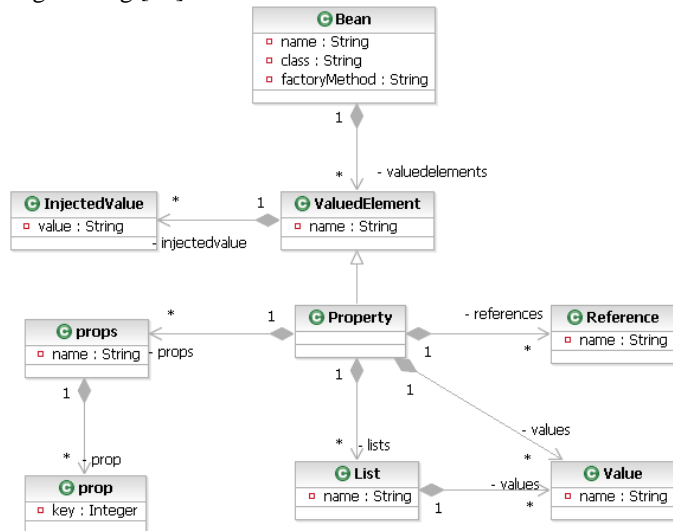 Bean
name : String
class : String
factoryMethod : String
1
* - valuedelements
InjectedValue
value : String
* 1
- injectedvalue
ValuedElement
name : String
Property
props
name : String
* 1
- props
- references
1 *
Reference
name : String
1
* - prop
prop
key : Integer
1
* - lists
1
- values
*
List
name : String
- values
1 *
Value
name : String